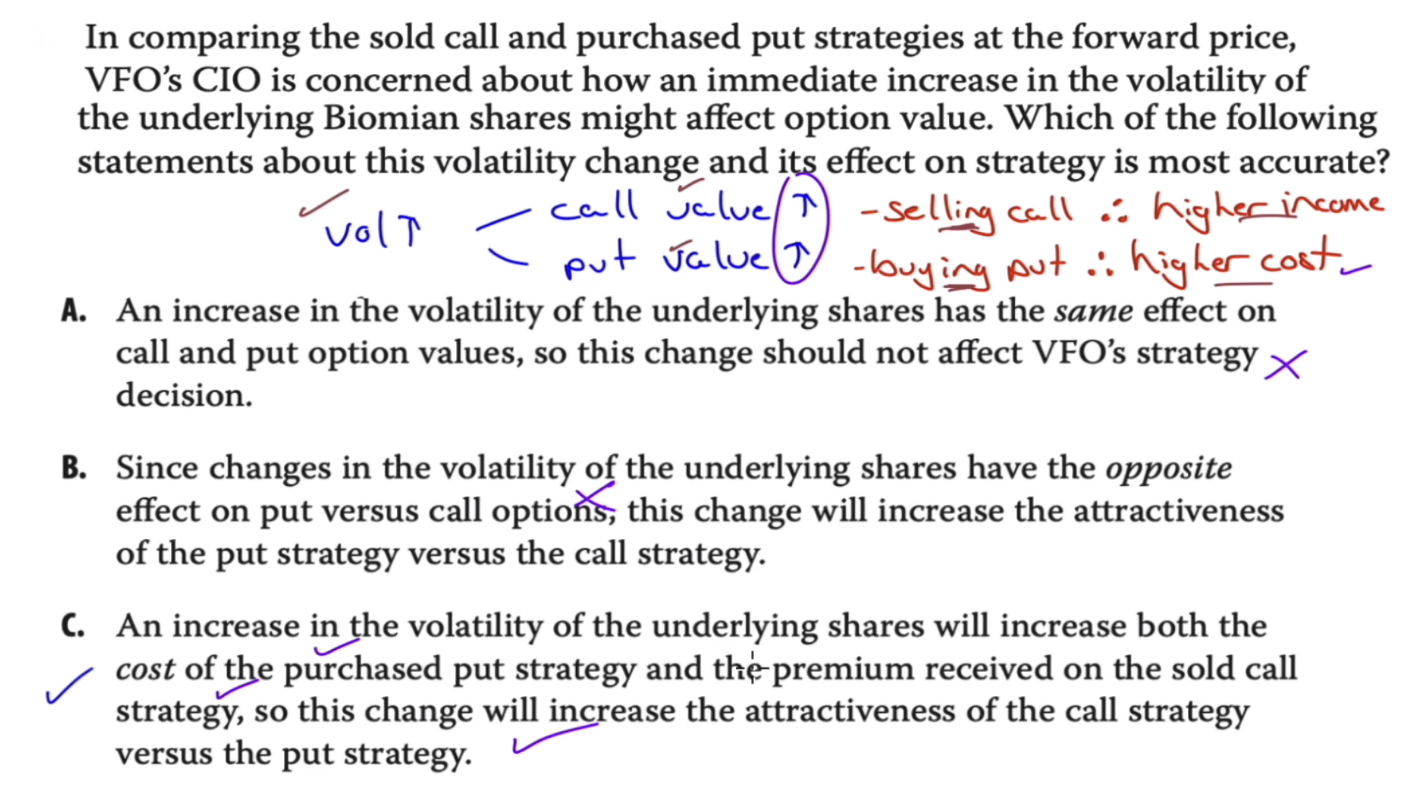 In comparing the sold call and purchased put strategies at the forward price,
VFO's CIO is concerned about how an immediate increase in the volatility of
the underlying Biomian shares might affect option value. Which of the following
statements about this volatility change and its effect on strategy is most accurate?
vol↑ call value ↑ -selling call ∴ higher income
put value ↑ -buying put ∴ higher cost
A. An increase in the volatility of the underlying shares has the same effect on
call and put option values, so this change should not affect VFO's strategy
decision.
B. Since changes in the volatility of the underlying shares have the opposite
effect on put versus call options, this change will increase the attractiveness
of the put strategy versus the call strategy.
C. An increase in the volatility of the underlying shares will increase both the
cost of the purchased put strategy and the premium received on the sold call
strategy, so this change will increase the attractiveness of the call strategy
versus the put strategy.